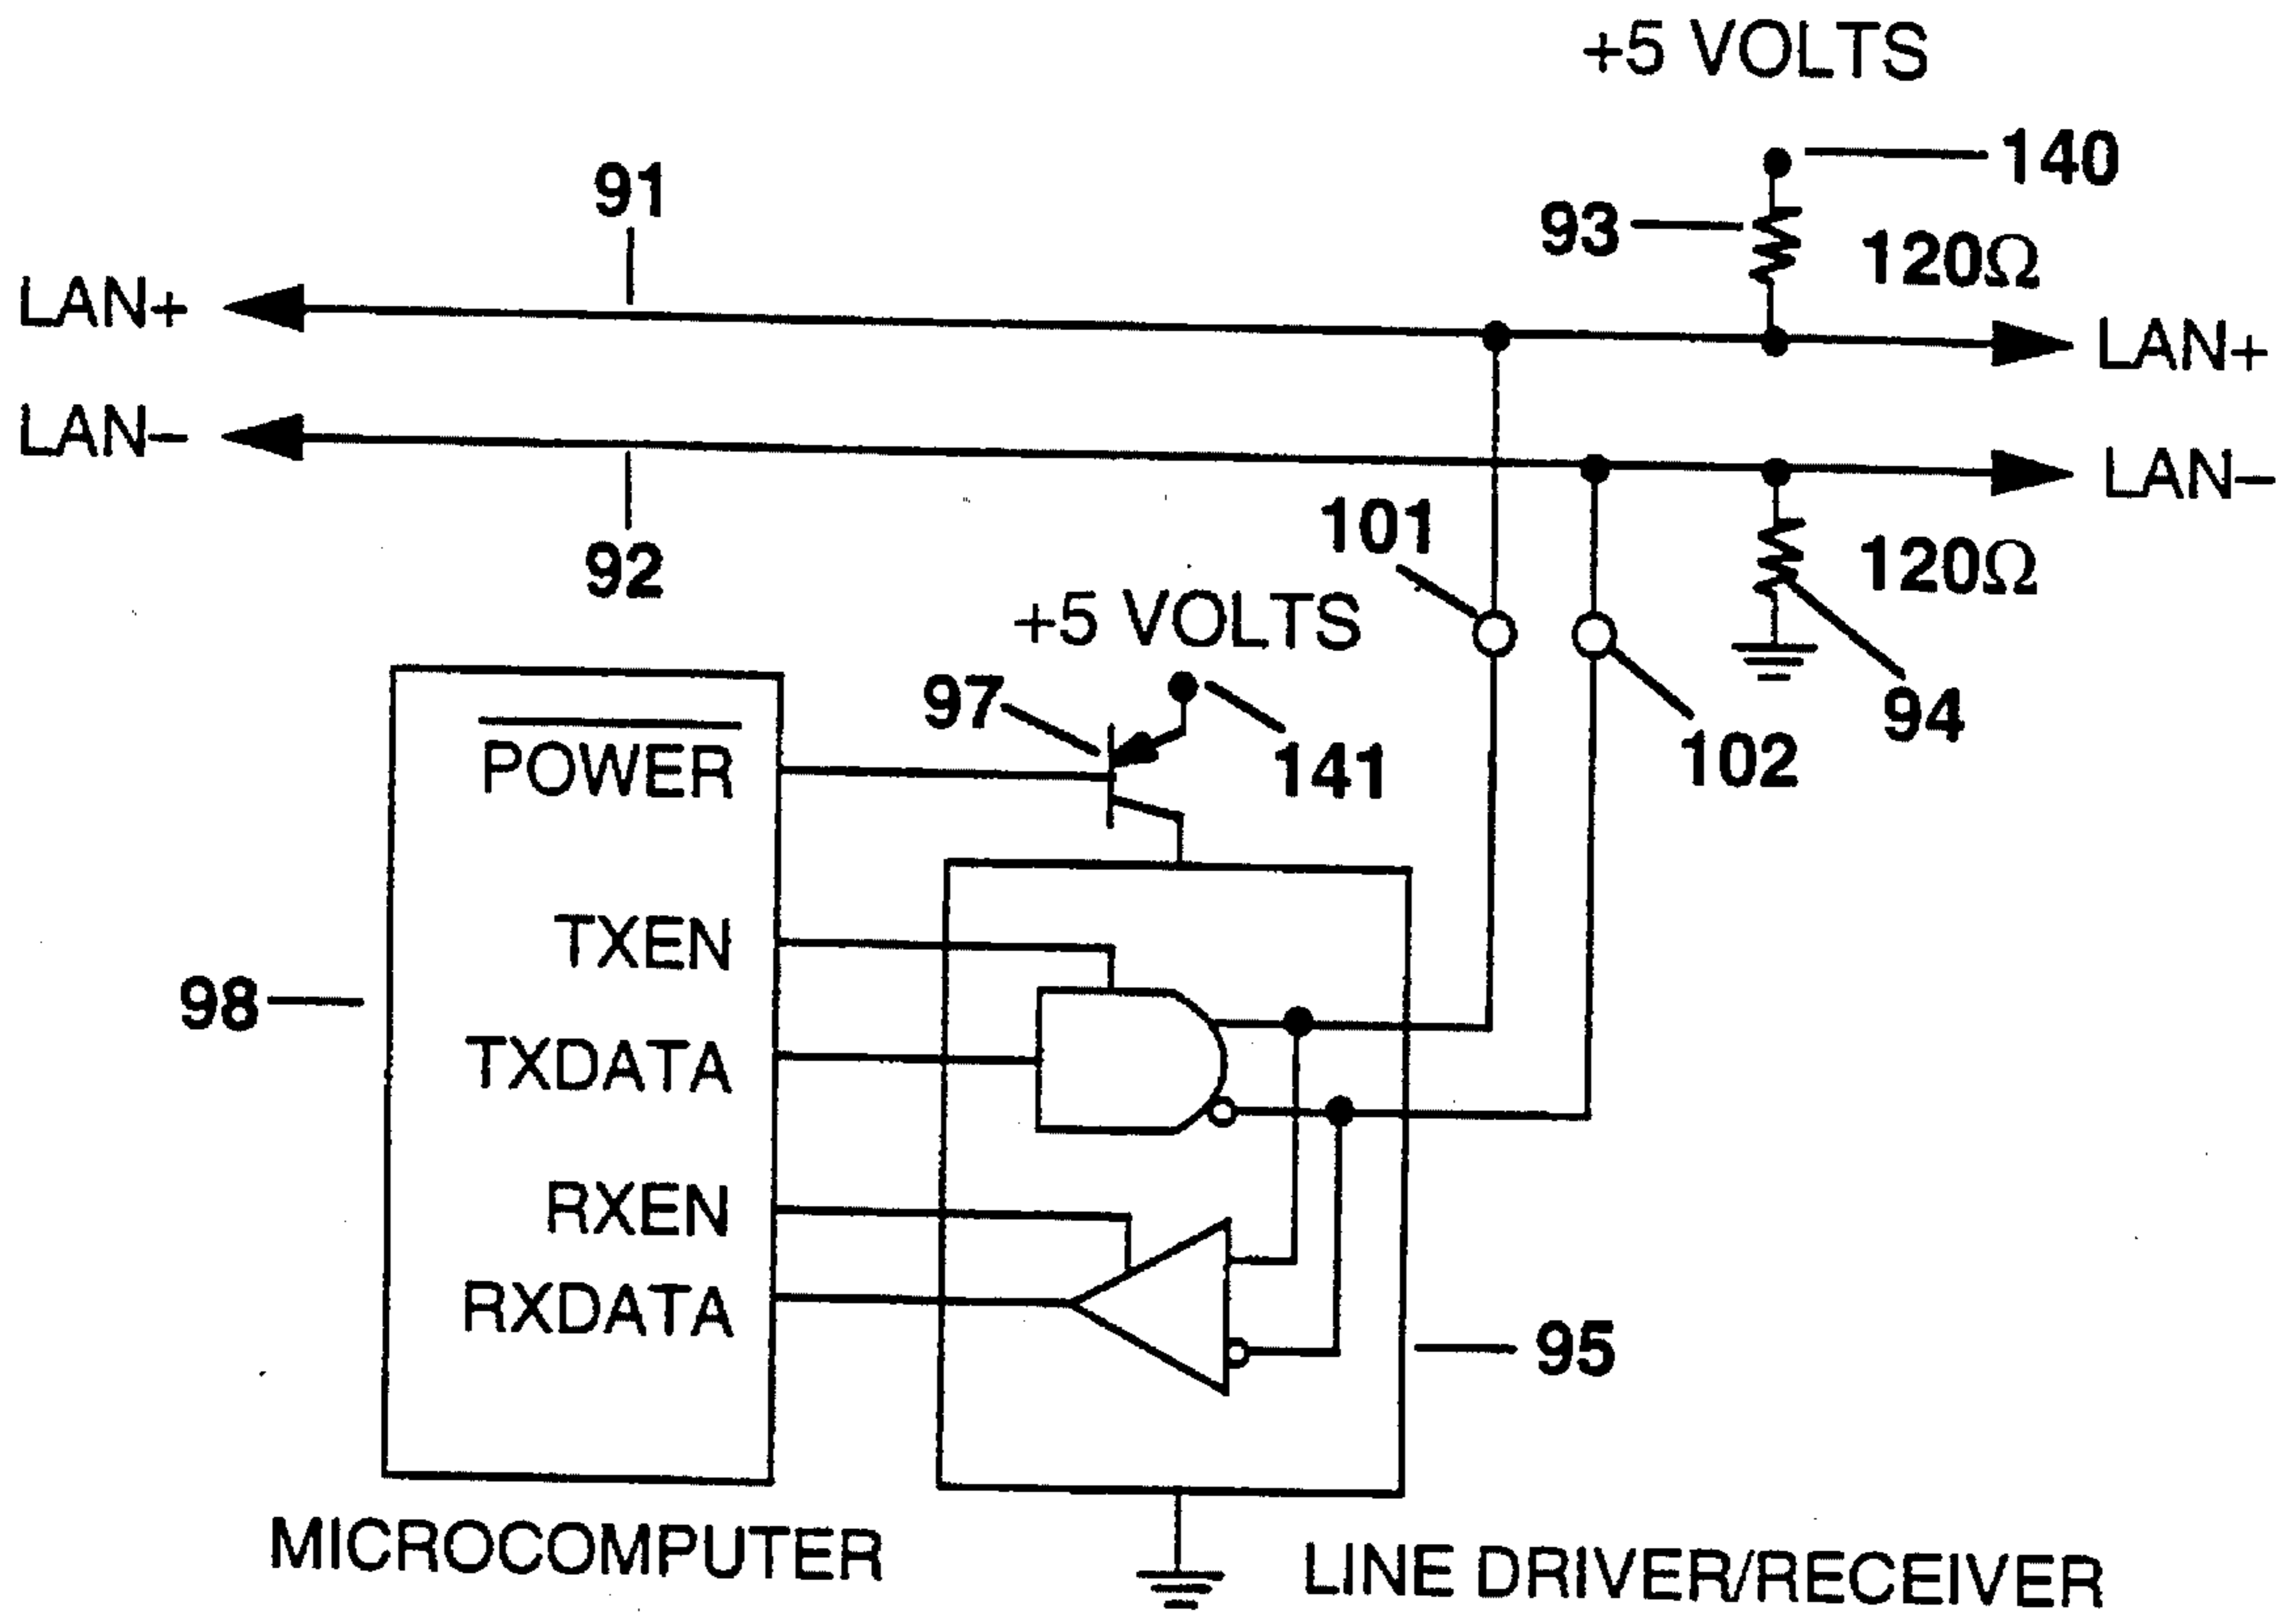 +5 VOLTS
140
91
93
120Ω
LAN+
LAN+
LAN−
LAN−
101
92
120Ω
+5 VOLTS
97
94
141
102
POWER
TXEN
98
TXDATA
RXEN
RXDATA
95
MICROCOMPUTER
LINE DRIVER/RECEIVER